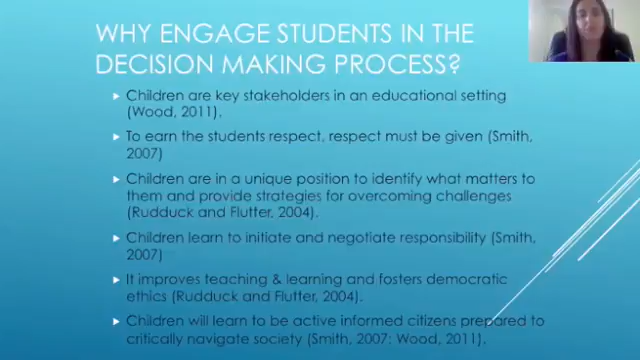 WHY ENGAGE STUDENTS IN THE
DECISION MAKING PROCESS?
Children are key stakeholders in an educational setting
(Wood, 2011).
To earn the students respect, respect must be given (Smith,
2007)
Children are in a unique position to identify what matters to
them and provide strategies for overcoming challenges
(Rudduck and Flutter, 2004).
Children learn to initiate and negotiate responsibility (Smith,
2007)
It improves teaching & learning and fosters democratic
ethics (Rudduck and Flutter, 2004).
Children will learn to be active informed citizens prepared to
critically navigate society (Smith, 2007: Wood, 2011).